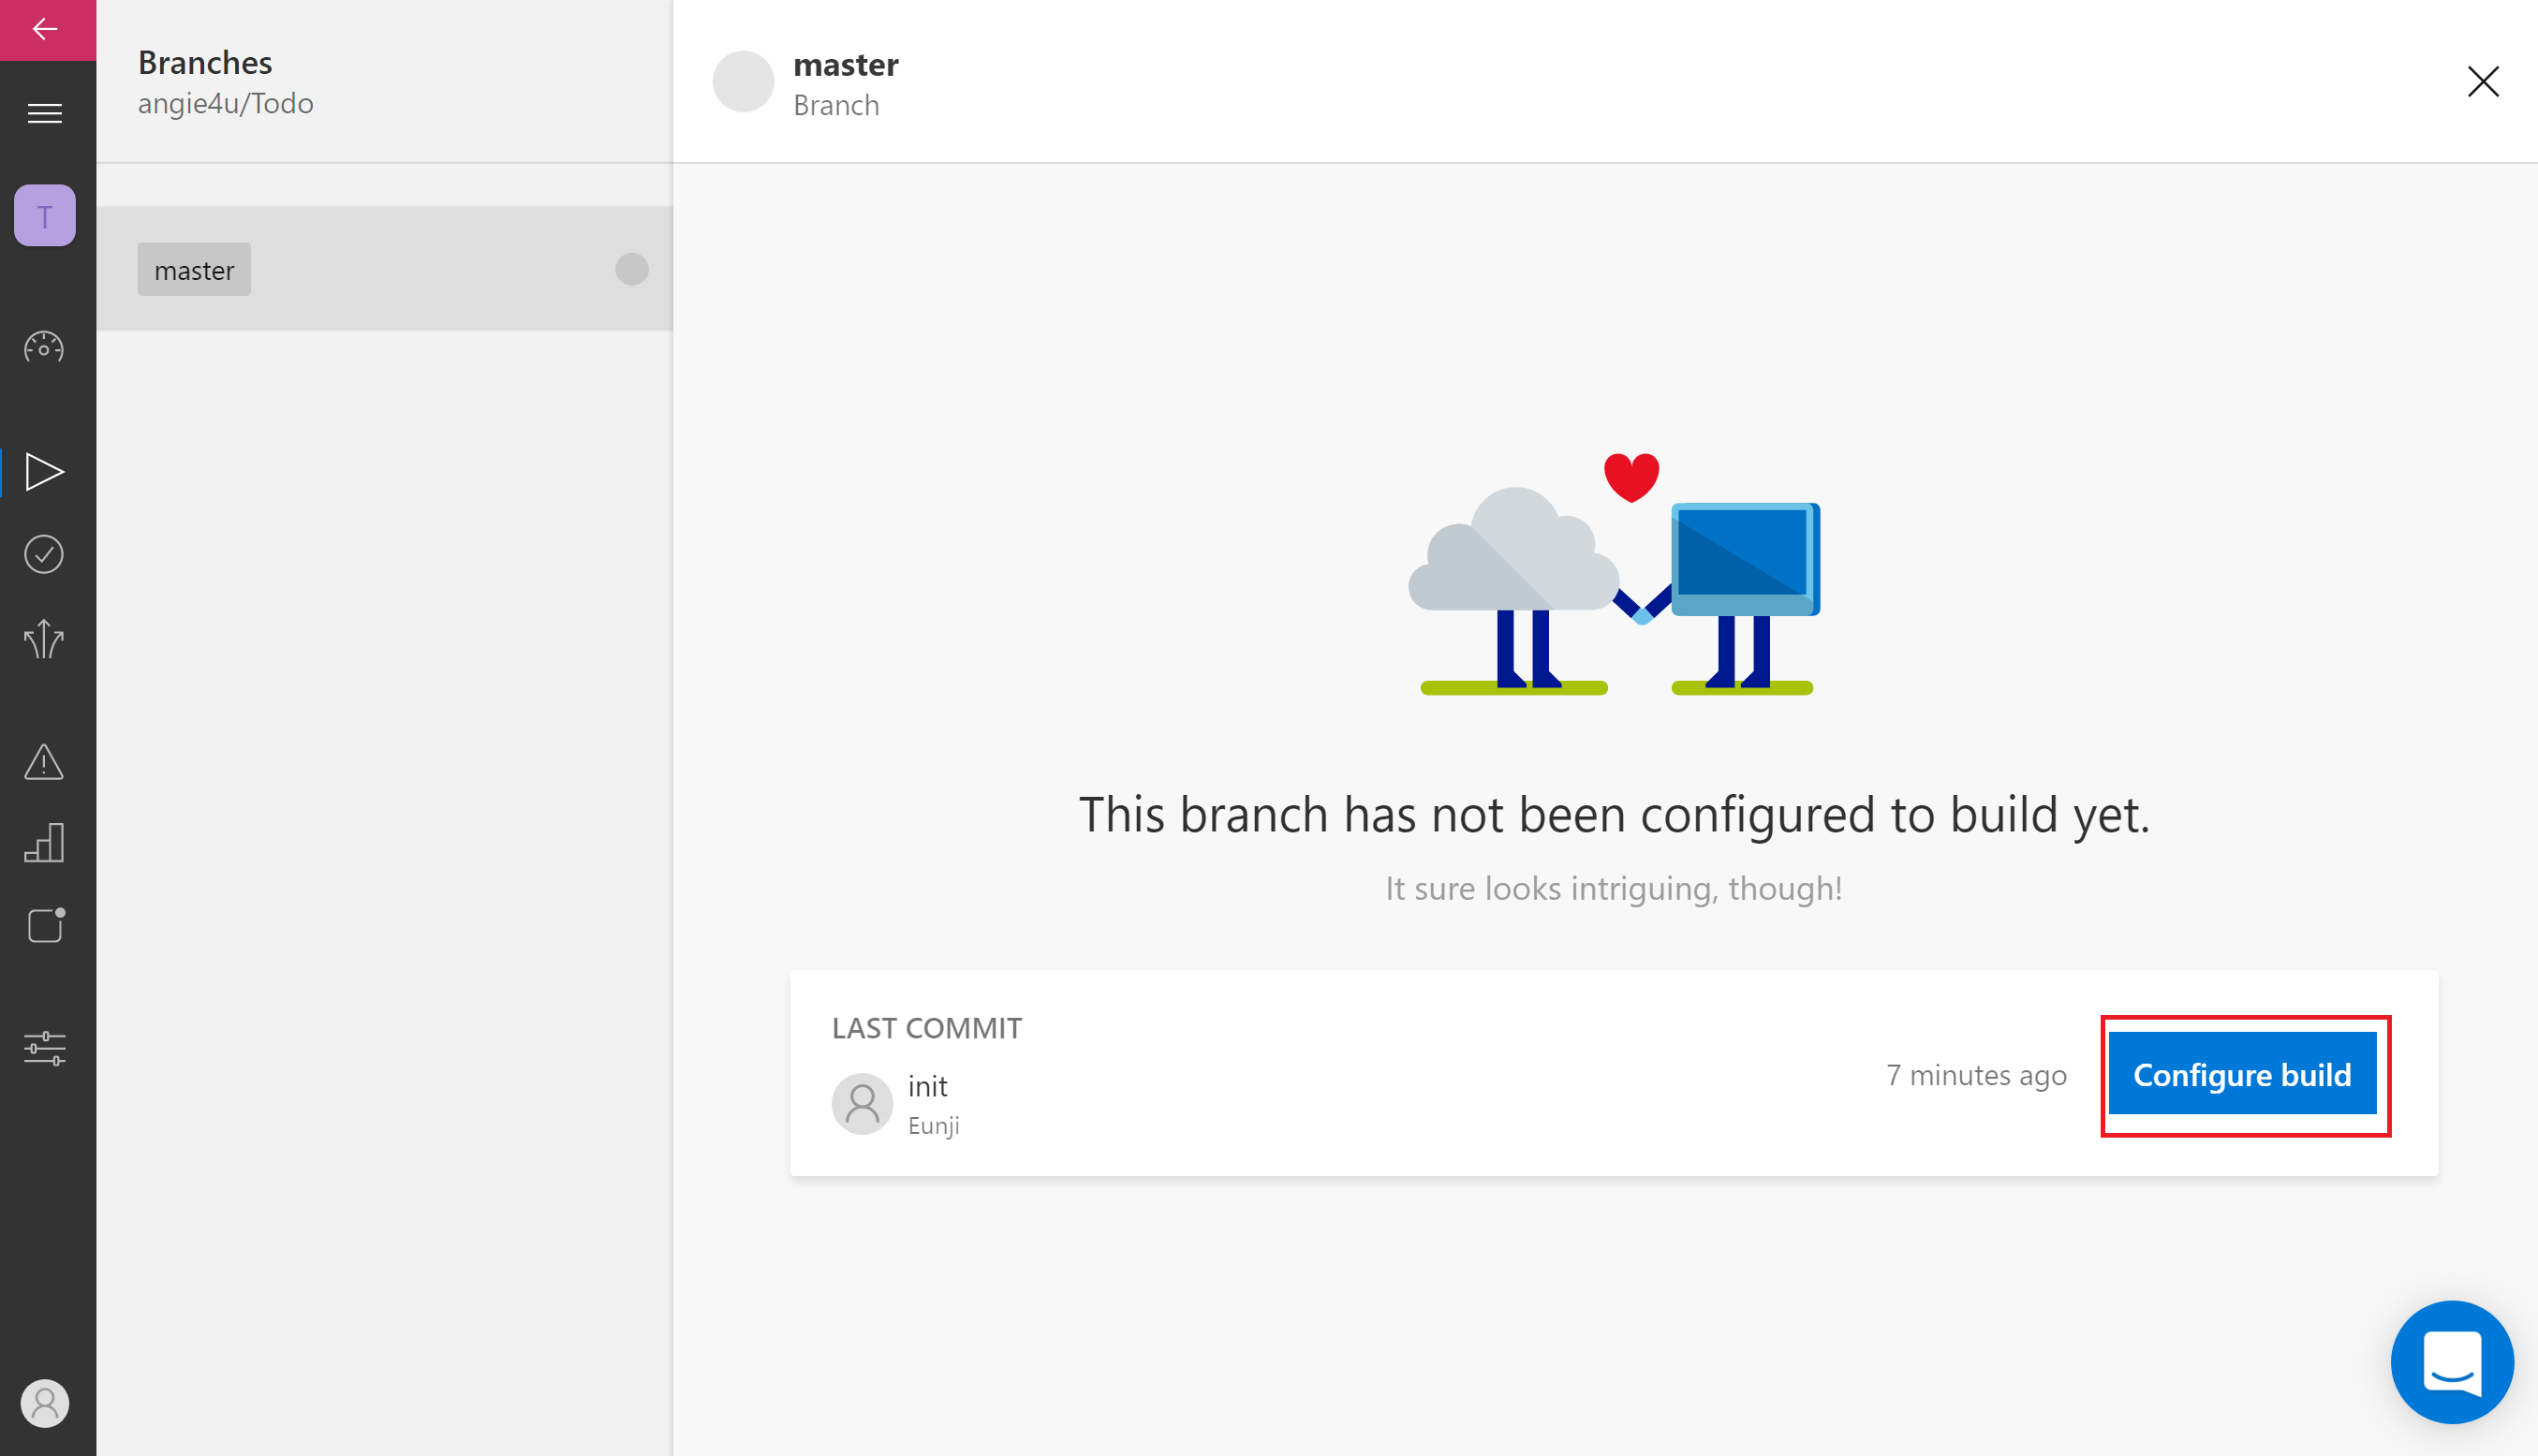 Branches
angie4u/Todo
T
master
master
Branch
This branch has not been configured to build yet.
It sure looks intriguing, though!
LAST COMMIT
init
Eunji
7 minutes ago
Configure build